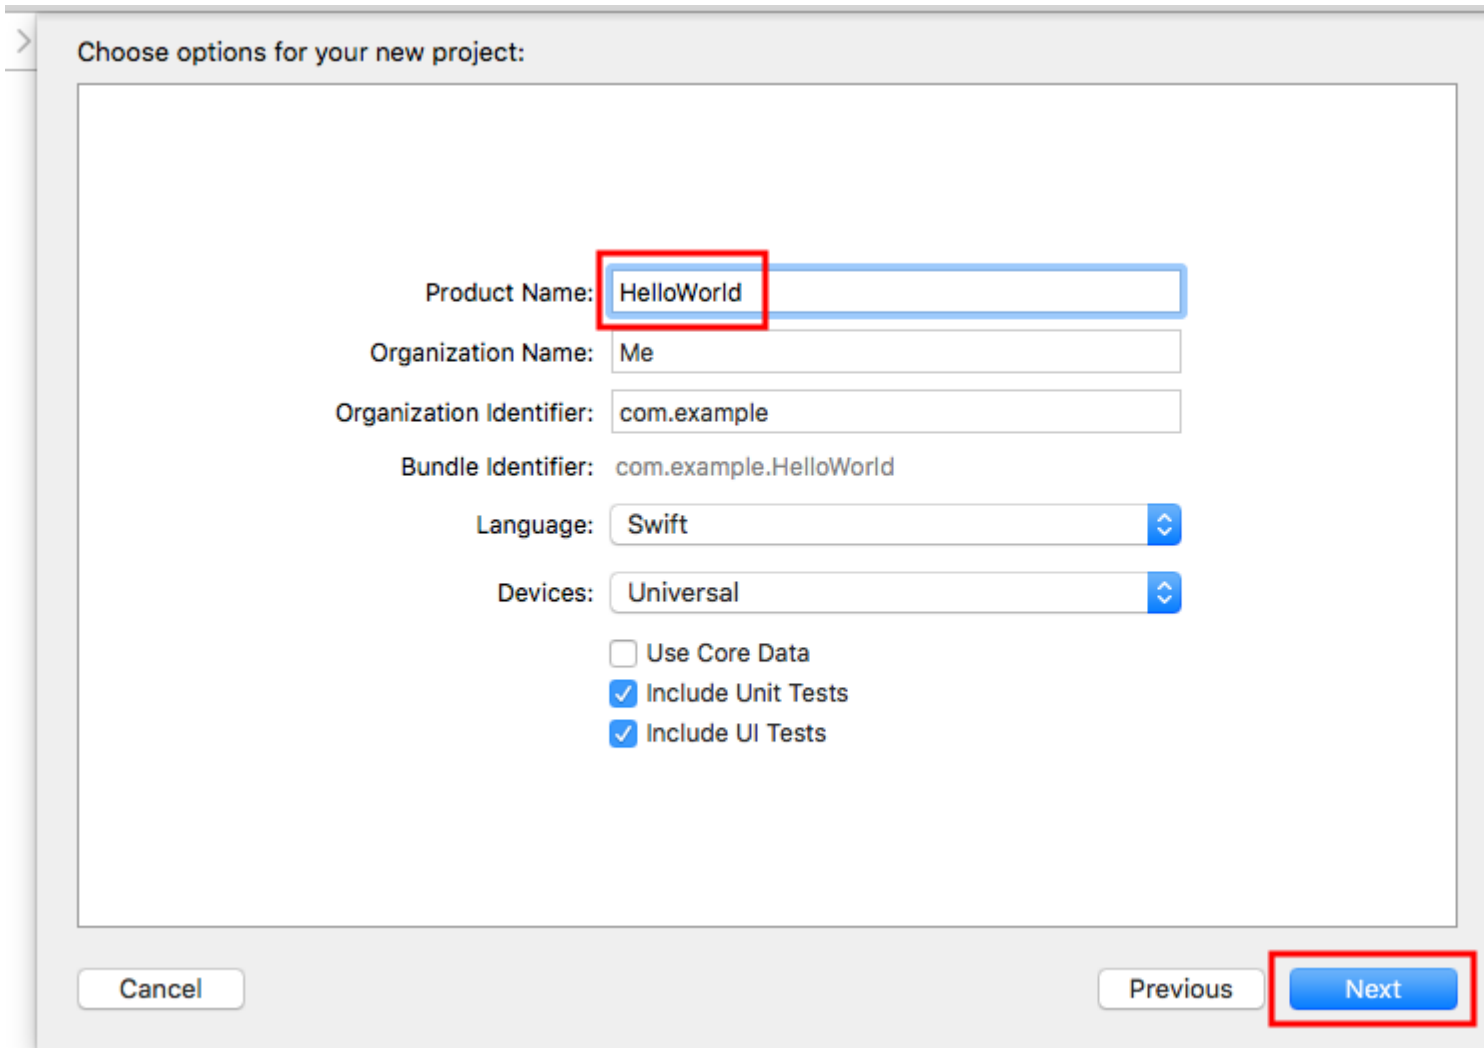 Choose options for your new project:
Product Name: HelloWorld
Organization Name: Me
Organization Identifier: com.example
Bundle Identifier: com.example.HelloWorld
Language: Swift
Devices: Universal
Use Core Data
Include Unit Tests
Include UI Tests
Cancel Previous Next